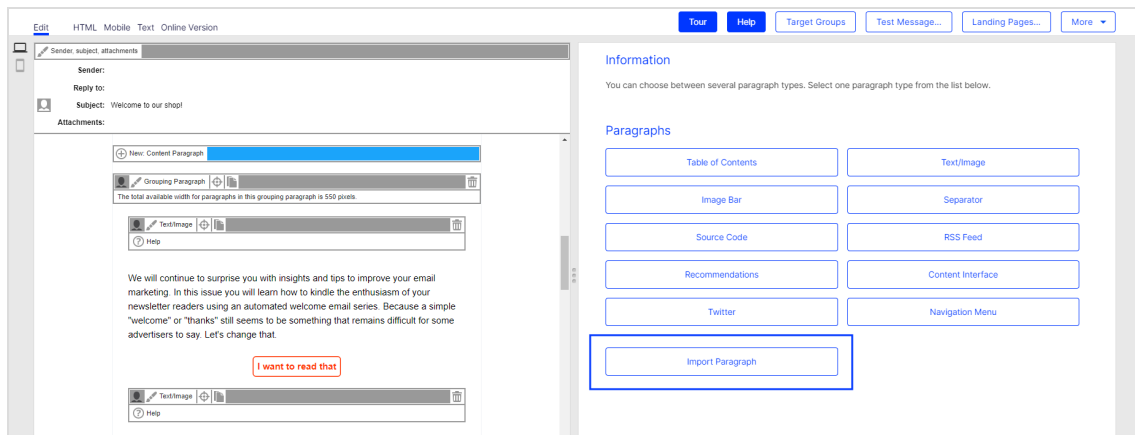 Edit HTML Mobile Text Online Version
Tour Help Target Groups Test Message... Landing Pages... More
Sender, subject, attachments
Sender:
Reply to:
Subject: Welcome to our shop!
Attachments:
New: Content Paragraph
Grouping Paragraph
The total available width for paragraphs in this grouping paragraph is 550 pixels.
Text/Image
Help
We will continue to surprise you with insights and tips to improve your email
marketing. In this issue you will learn how to kindle the enthusiasm of your
newsletter readers using an automated welcome email series. Because a simple
"welcome" or "thanks" still seems to be something that remains difficult for some
advertisers to say. Let's change that.
I want to read that
Text/Image
Help
Information
You can choose between several paragraph types. Select one paragraph type from the list below.
Paragraphs
Table of Contents Text/Image
Image Bar Separator
Source Code RSS Feed
Recommendations Content Interface
Twitter Navigation Menu
Import Paragraph